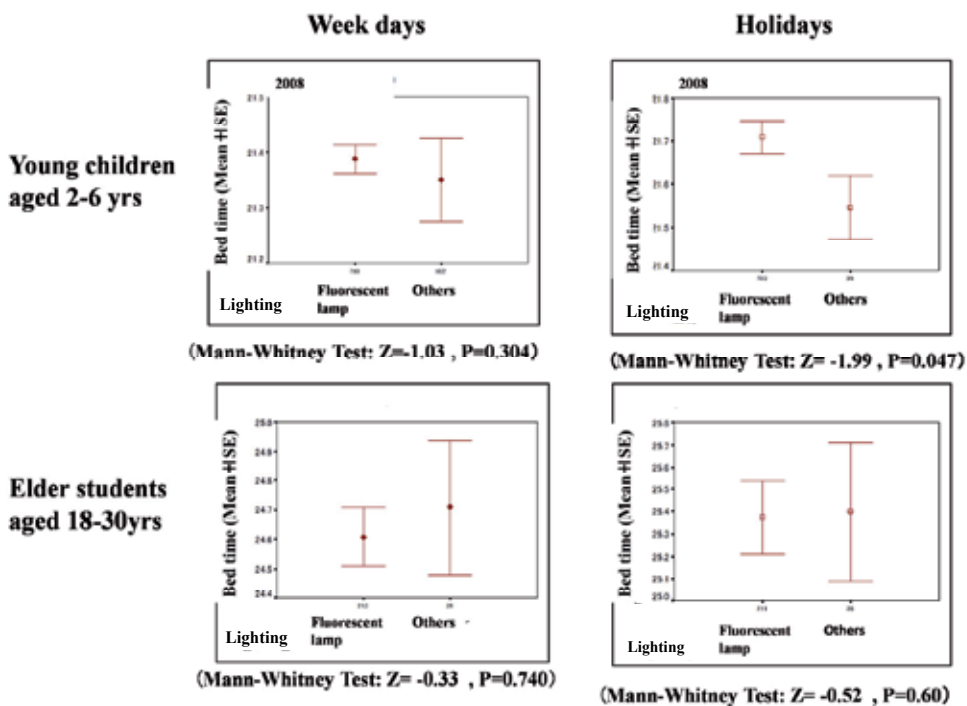 Week days
Holidays
Young children
aged 2-6 yrs
2008
Bed time (Mean ∓ISE)
21.5
21.4
21.3
21.2
Fluorescent
lamp
Others
Lighting
(Mann-Whitney Test: Z=-1.03 , P=0.304)
2008
Bed time (Mean ∓ISE)
21.8
21.7
21.6
21.5
21.4
Fluorescent
lamp
Others
Lighting
(Mann-Whitney Test: Z= -1.99 , P=0.047)
Elder students
aged 18-30yrs
Bed time (Mean ∓ISE)
24.9
24.8
24.7
24.6
24.5
24.4
Fluorescent
lamp
Others
Lighting
(Mann-Whitney Test: Z= -0.33 , P=0.740)
Bed time (Mean ∓ISE)
25.8
25.7
25.6
25.5
25.4
25.3
25.2
25.1
25.0
Fluorescent
lamp
Others
Lighting
(Mann-Whitney Test: Z= -0.52 , P=0.60)